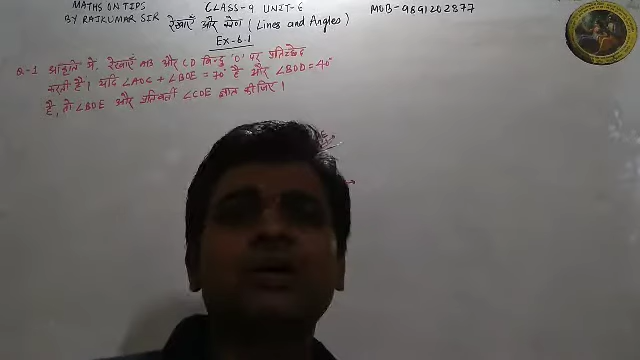 MATHS ON TIPS CLASS-9 UNIT-6 MOB-9891202877
BY RAJKUMAR SIR रेखाएँ और कोण (Lines and Angles)
Ex-6.1
Q-1 आकृति में रेखाएँ AB और CD बिन्दु 'O' पर प्रतिच्छेद
करती हैं। यदि ∠AOC + ∠BOE = 70° है और ∠BOD = 40°
है, तो ∠BOE और प्रतिवर्ती ∠COE ज्ञात कीजिए।